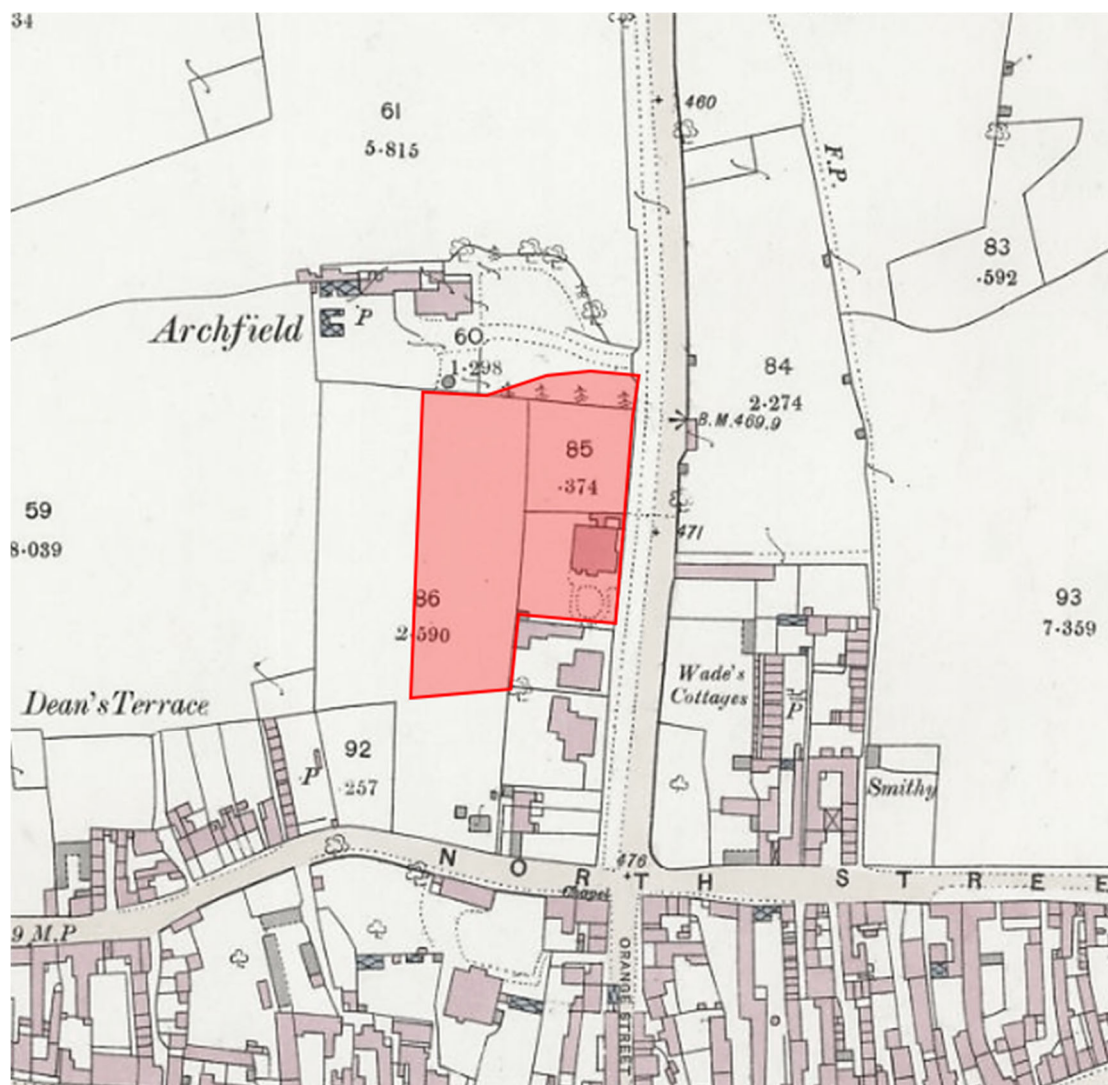 34
61
5·815
460
F.P.
83
·592
Archfield
P
60
1·298
84
2·274
B.M.469.9
85
·374
59
8·039
471
86
2·590
93
7·359
Wade's
Cottages
P
Dean's Terrace
92
·257
P
Smithy
476
NORTH STREE
Chapel
9 M.P
ORANGE STREET